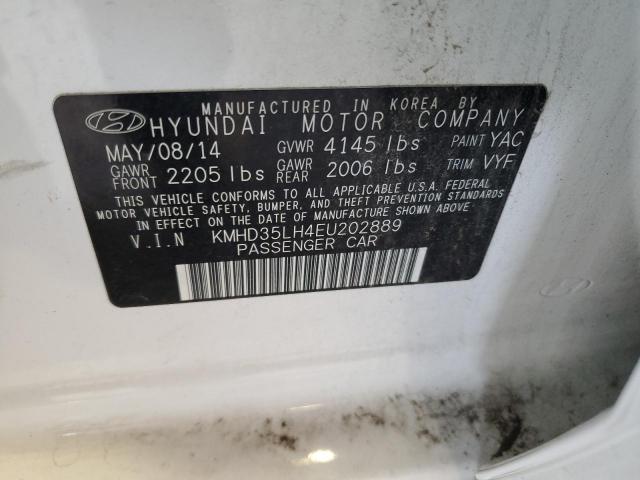 MANUFACTURED IN KOREA BY
HYUNDAI MOTOR COMPANY
MAY/08/14 GVWR 4145 lbs PAINT YAC
GAWR FRONT 2205 lbs GAWR REAR 2006 lbs TRIM VYF
THIS VEHICLE CONFORMS TO ALL APPLICABLE U.S.A. FEDERAL
MOTOR VEHICLE SAFETY, BUMPER, AND THEFT PREVENTION STANDARDS
IN EFFECT ON THE DATE OF MANUFACTURE SHOWN ABOVE.
V.I.N KMHD35LH4EU202889
PASSENGER CAR